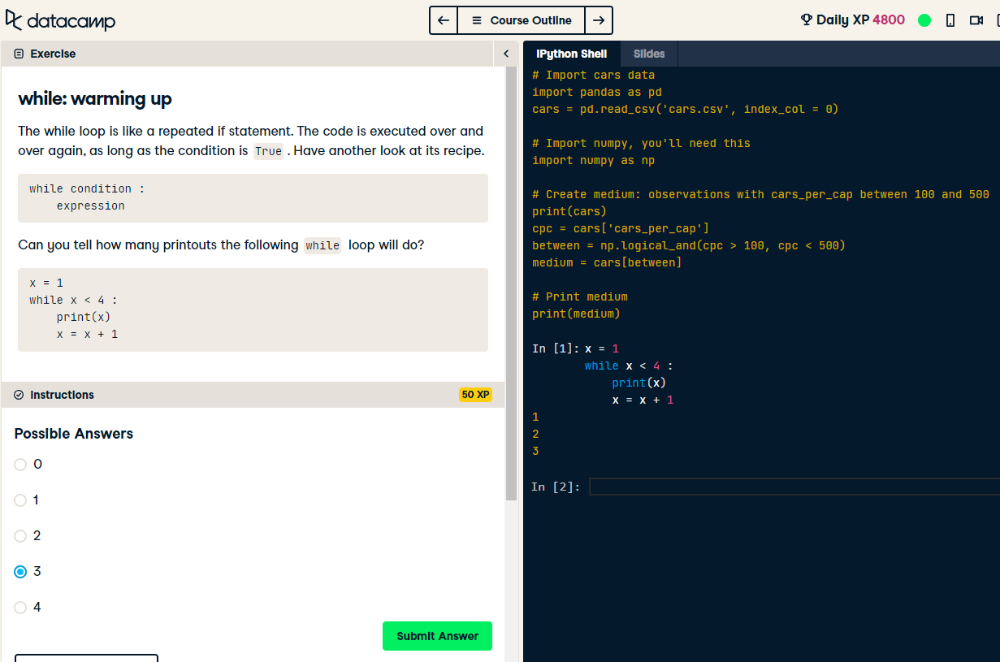 datacamp
Course Outline
Daily XP 4800
Exercise
while: warming up
The while loop is like a repeated if statement. The code is executed over and
over again, as long as the condition is True . Have another look at its recipe.
while condition :
    expression
Can you tell how many printouts the following while loop will do?
x = 1
while x < 4 :
    print(x)
    x = x + 1
Instructions
50 XP
Possible Answers
0
1
2
3
4
Submit Answer
IPython Shell
Slides
# Import cars data
import pandas as pd
cars = pd.read_csv('cars.csv', index_col = 0)
# Import numpy, you'll need this
import numpy as np
# Create medium: observations with cars_per_cap between 100 and 500
print(cars)
cpc = cars['cars_per_cap']
between = np.logical_and(cpc > 100, cpc < 500)
medium = cars[between]
# Print medium
print(medium)
In [1]: x = 1
        while x < 4 :
            print(x)
            x = x + 1
1
2
3
In [2]: